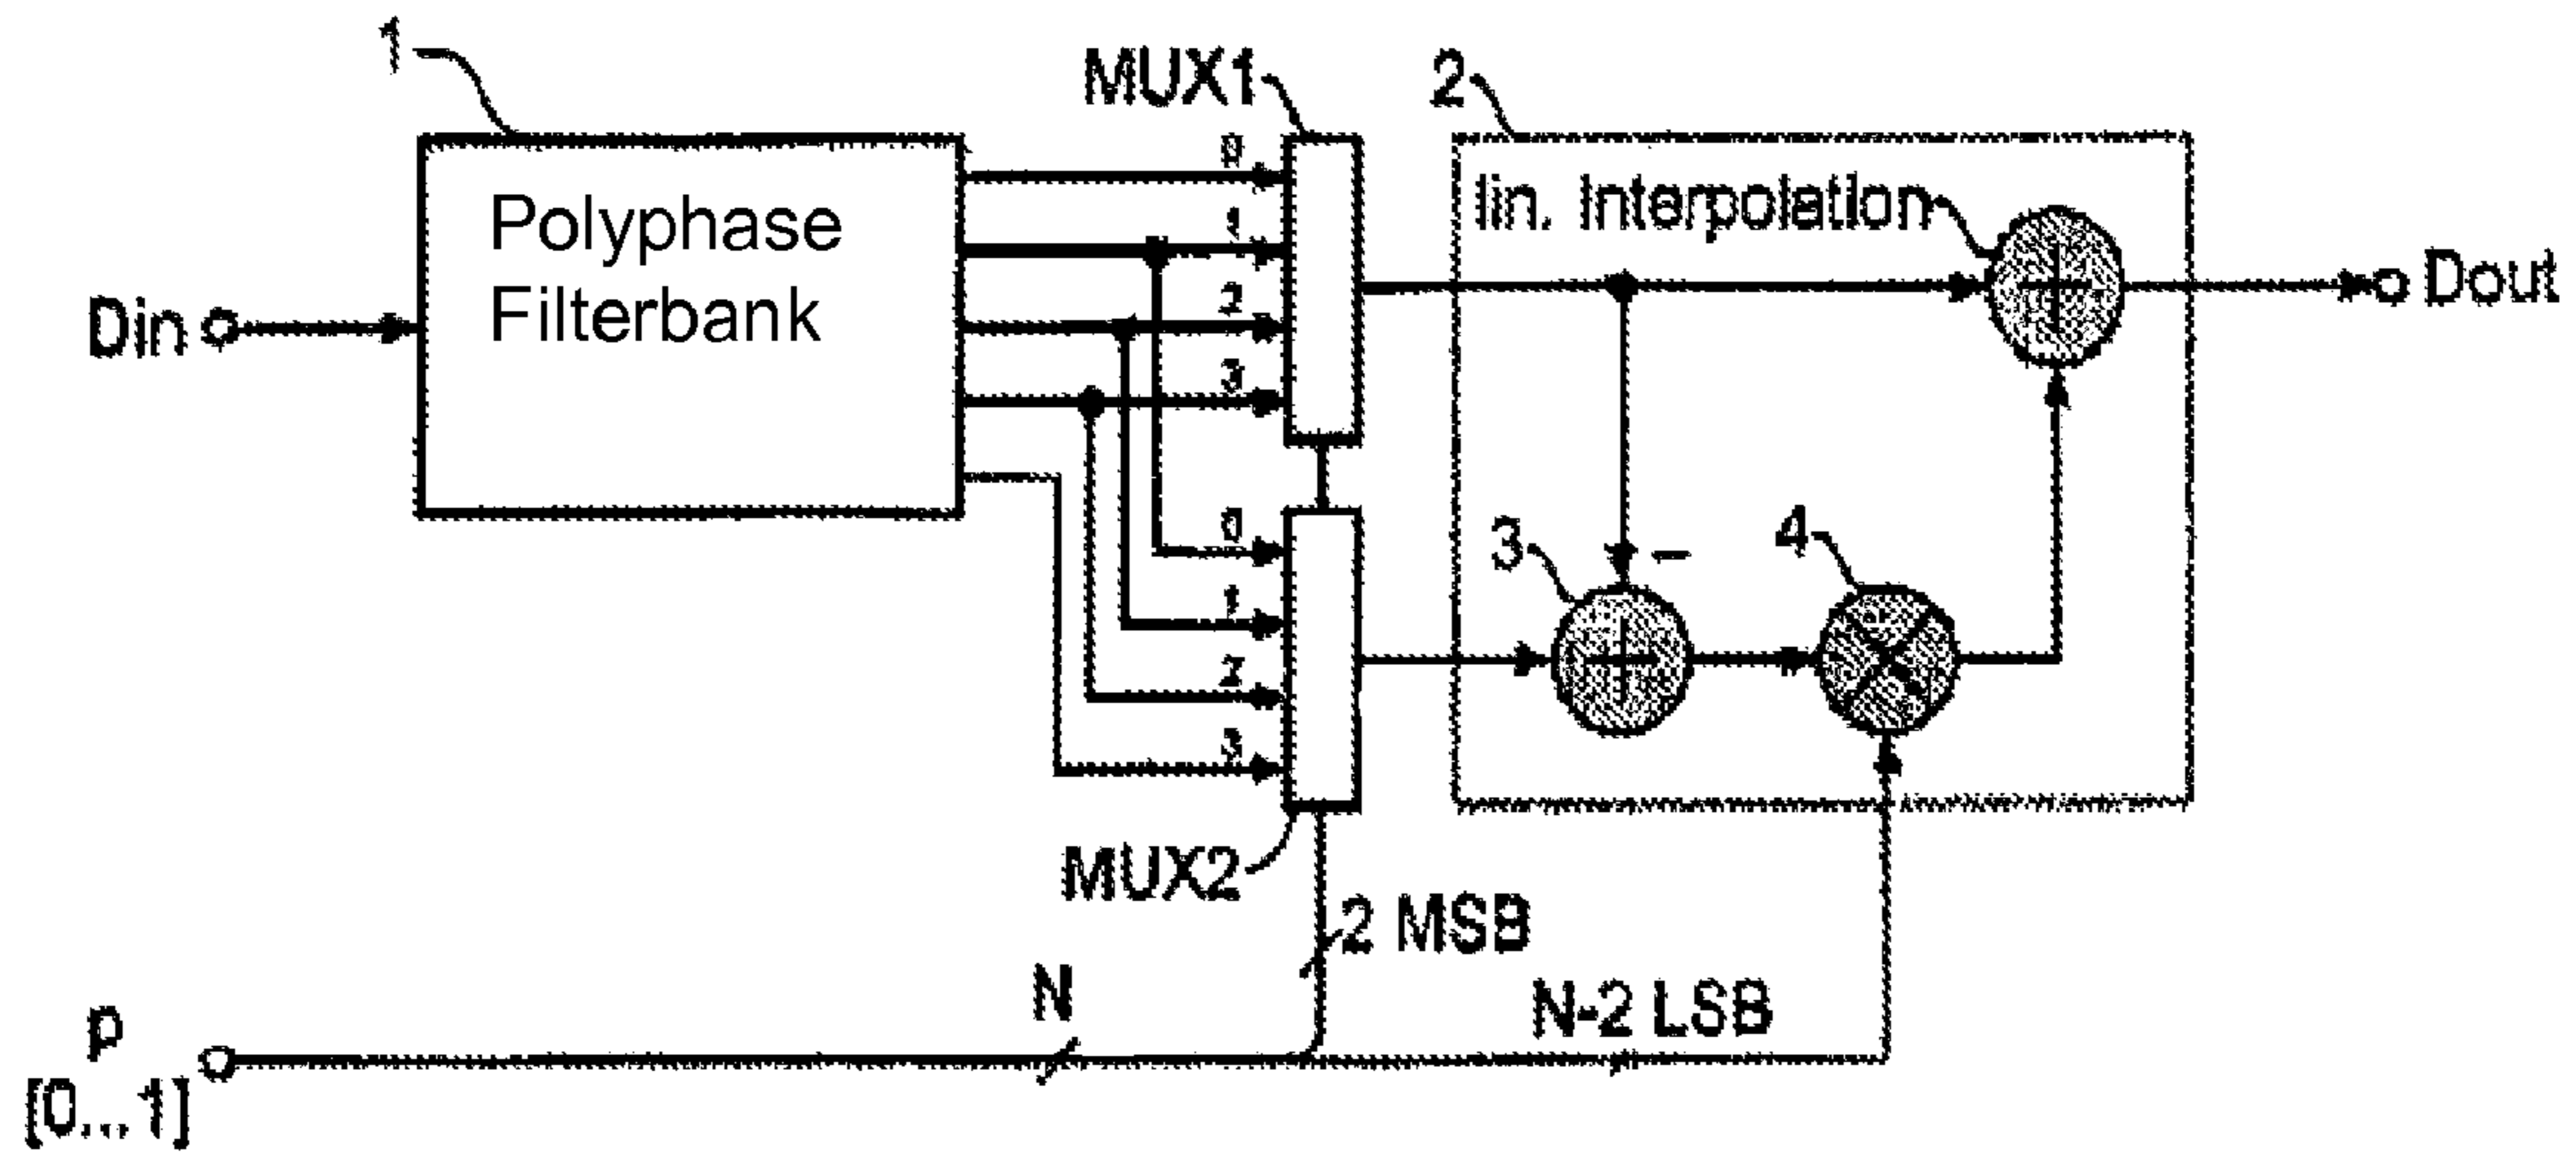 1
MUX1
2
Polyphase
Filterbank
0
1
2
3
lin. Interpolation
Din
Dout
0
1
2
3
3
4
MUX2
2 MSB
N
N-2 LSB
p
[0...1]